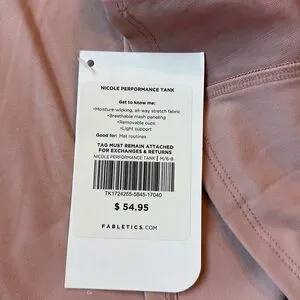 NICOLE PERFORMANCE TANK
Get to know me:
•Moisture-wicking, all-way stretch fabric
•Breathable mesh paneling
•Removable cups
•Light support
Good for: Mat routines
TAG MUST REMAIN ATTACHED
FOR EXCHANGES & RETURNS
NICOLE PERFORMANCE TANK | M/6-8
TK1724255-5845-17040
$ 54.95
FABLETICS.COM